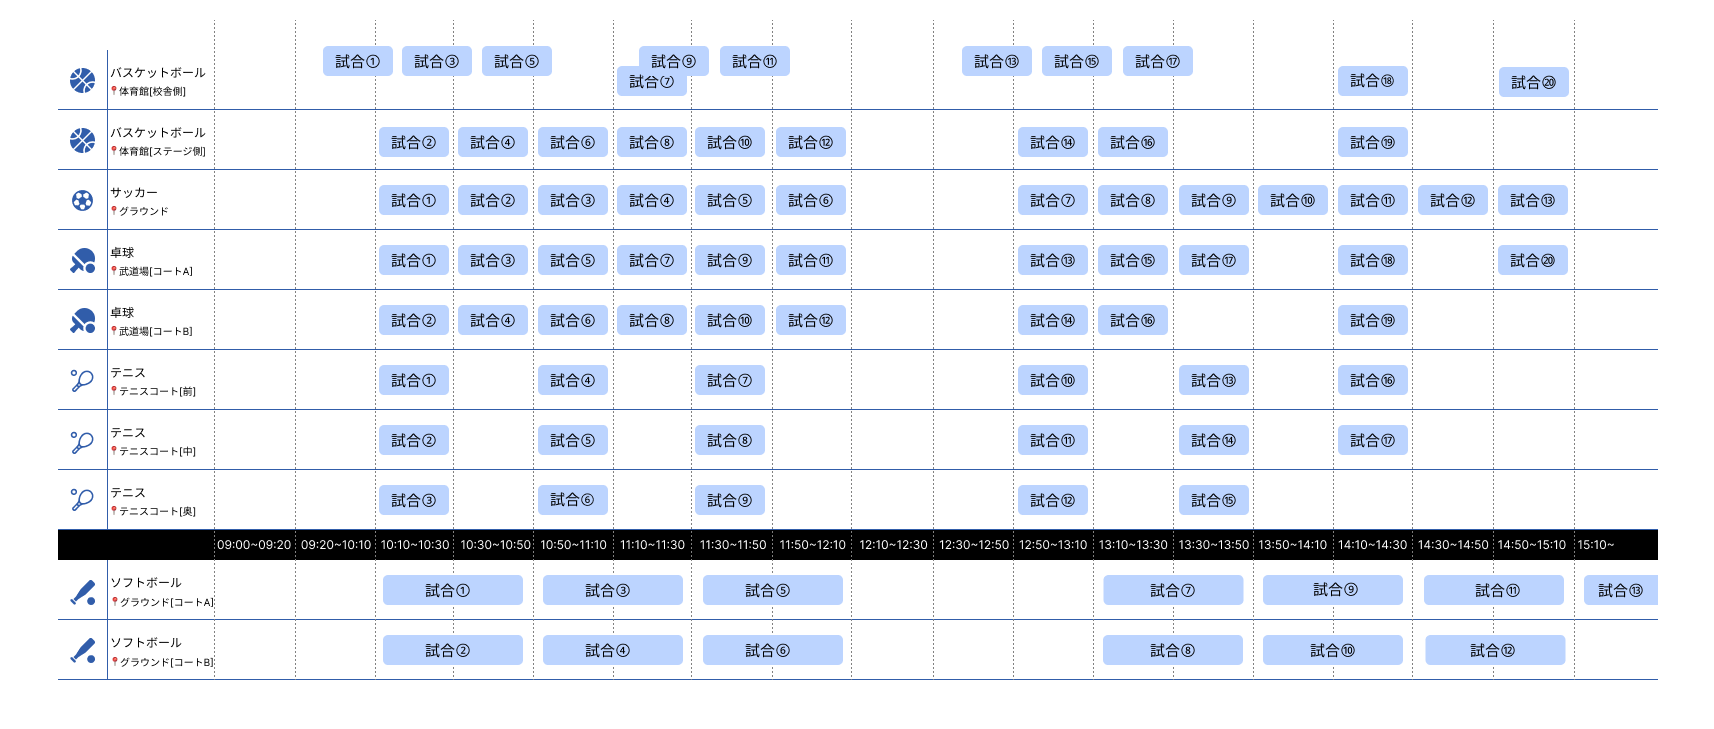 試合① 試合③ 試合⑤ 試合⑨ 試合⑪ 試合⑬ 試合⑮ 試合⑰
バスケットボール 試合⑦ 試合⑱ 試合⑳
📍体育館[校舎側]
バスケットボール 試合② 試合④ 試合⑥ 試合⑧ 試合⑩ 試合⑫ 試合⑭ 試合⑯ 試合⑲
📍体育館[ステージ側]
サッカー 試合① 試合② 試合③ 試合④ 試合⑤ 試合⑥ 試合⑦ 試合⑧ 試合⑨ 試合⑩ 試合⑪ 試合⑫ 試合⑬
📍グラウンド
卓球 試合① 試合③ 試合⑤ 試合⑦ 試合⑨ 試合⑪ 試合⑬ 試合⑮ 試合⑰ 試合⑱ 試合⑳
📍武道場[コートA]
卓球 試合② 試合④ 試合⑥ 試合⑧ 試合⑩ 試合⑫ 試合⑭ 試合⑯ 試合⑲
📍武道場[コートB]
テニス 試合① 試合④ 試合⑦ 試合⑩ 試合⑬ 試合⑯
📍テニスコート[前]
テニス 試合② 試合⑤ 試合⑧ 試合⑪ 試合⑭ 試合⑰
📍テニスコート[中]
テニス 試合③ 試合⑥ 試合⑨ 試合⑫ 試合⑮
📍テニスコート[奥]
09:00~09:20 09:20~10:10 10:10~10:30 10:30~10:50 10:50~11:10 11:10~11:30 11:30~11:50 11:50~12:10 12:10~12:30 12:30~12:50 12:50~13:10 13:10~13:30 13:30~13:50 13:50~14:10 14:10~14:30 14:30~14:50 14:50~15:10 15:10~
ソフトボール 試合① 試合③ 試合⑤ 試合⑦ 試合⑨ 試合⑪ 試合⑬
📍グラウンド[コートA]
ソフトボール 試合② 試合④ 試合⑥ 試合⑧ 試合⑩ 試合⑫
📍グラウンド[コートB]